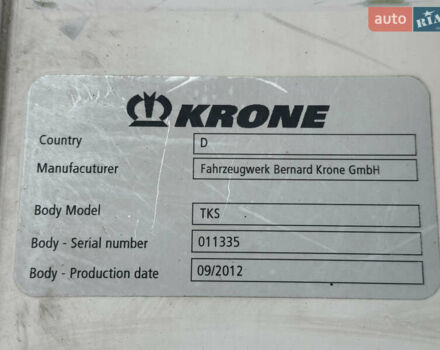 auto RIA
KRONE
Country D
Manufacuturer Fahrzeugwerk Bernard Krone GmbH
Body Model TKS
Body - Serial number 011335
Body - Production date 09/2012